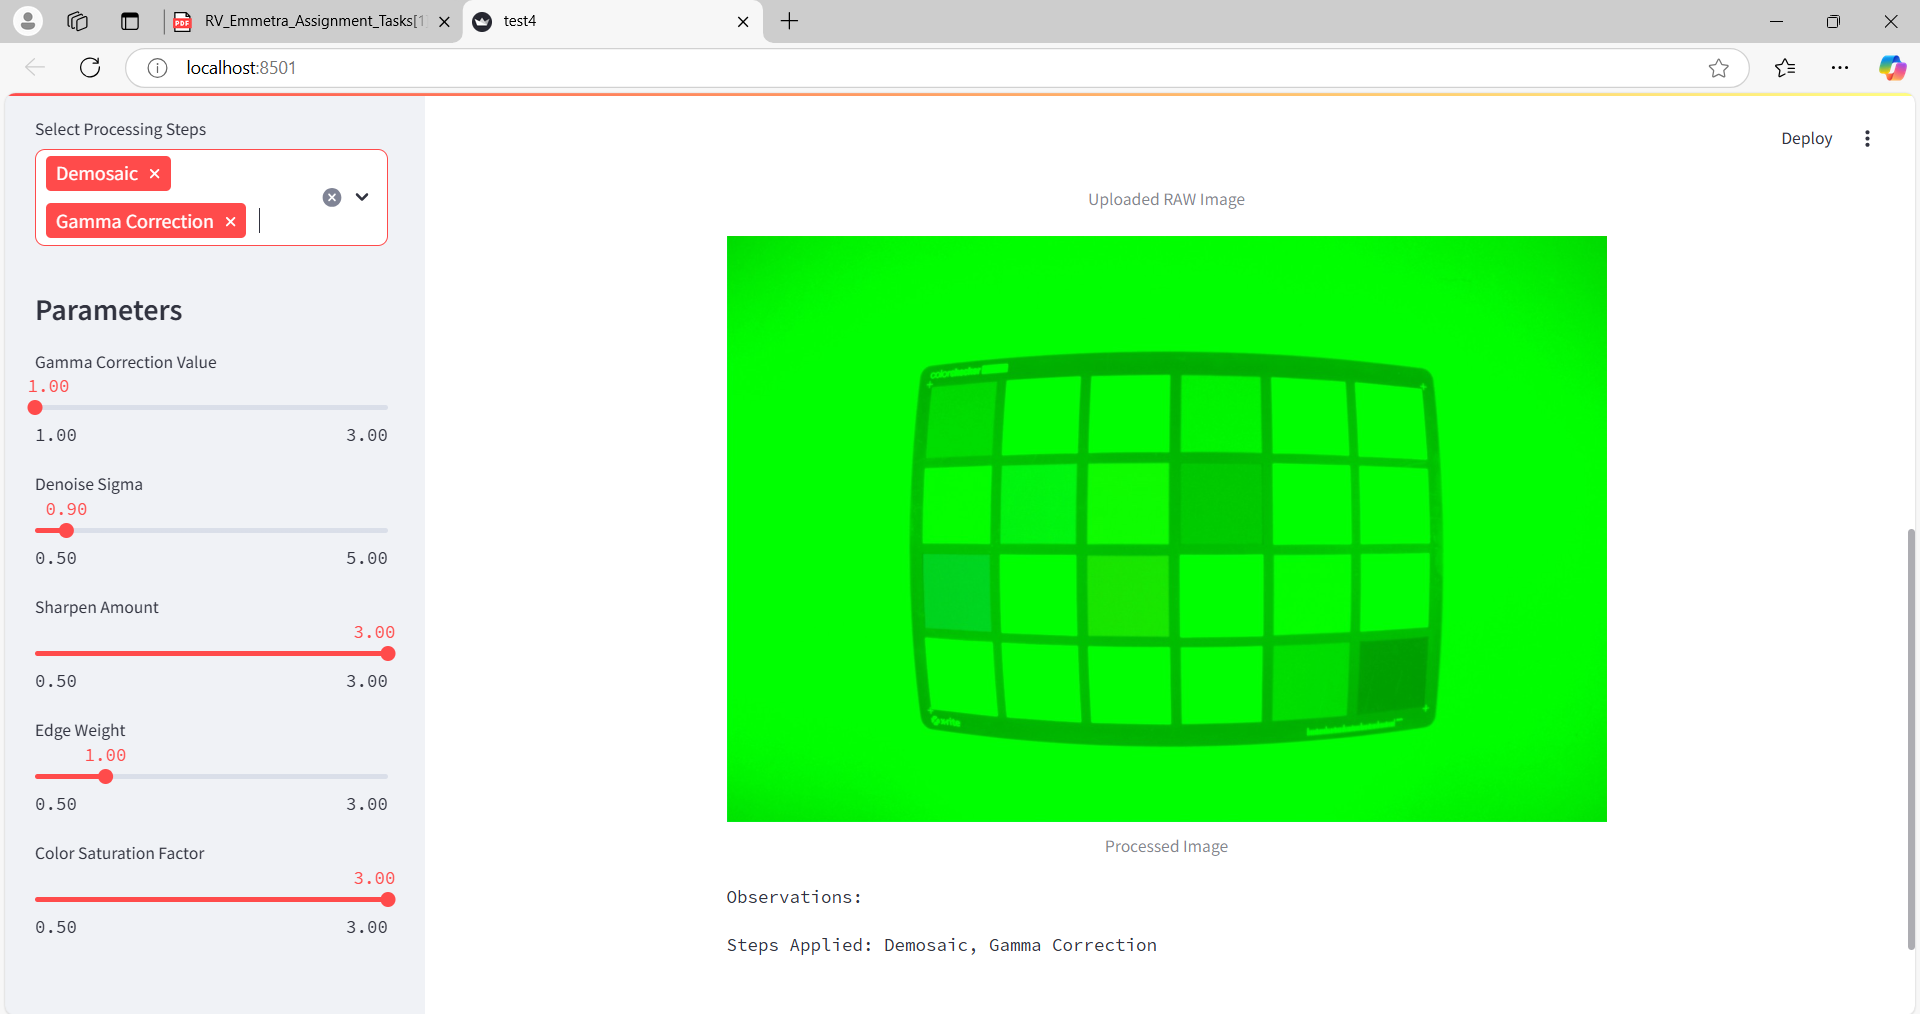 RV_Emmetra_Assignment_Tasks[1]
test4
localhost:8501
Select Processing Steps
Demosaic
Gamma Correction
Parameters
Gamma Correction Value
1.00
1.00 3.00
Denoise Sigma
0.90
0.50 5.00
Sharpen Amount
3.00
0.50 3.00
Edge Weight
1.00
0.50 3.00
Color Saturation Factor
3.00
0.50 3.00
Deploy
Uploaded RAW Image
colorchecker
Processed Image
Observations:
Steps Applied: Demosaic, Gamma Correction